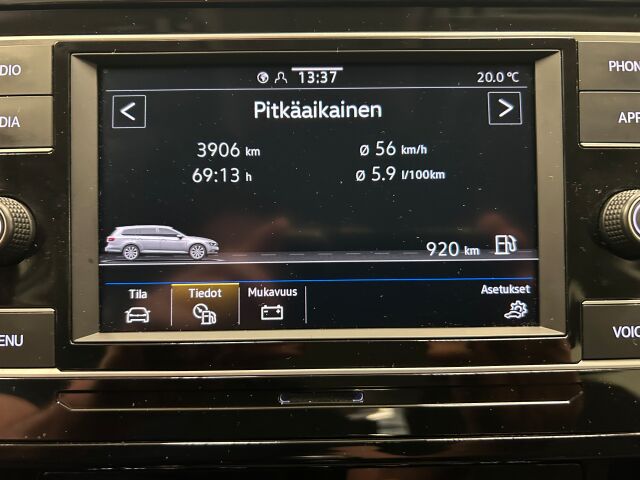 13:37
20.0 °C
<
Pitkäaikainen
>
3906 km
Ø 56 km/h
69:13 h
Ø 5.9 l/100km
920 km
Tila
Tiedot
Mukavuus
Asetukset
PHON
APP
VOIC
DIO
DIA
ENU